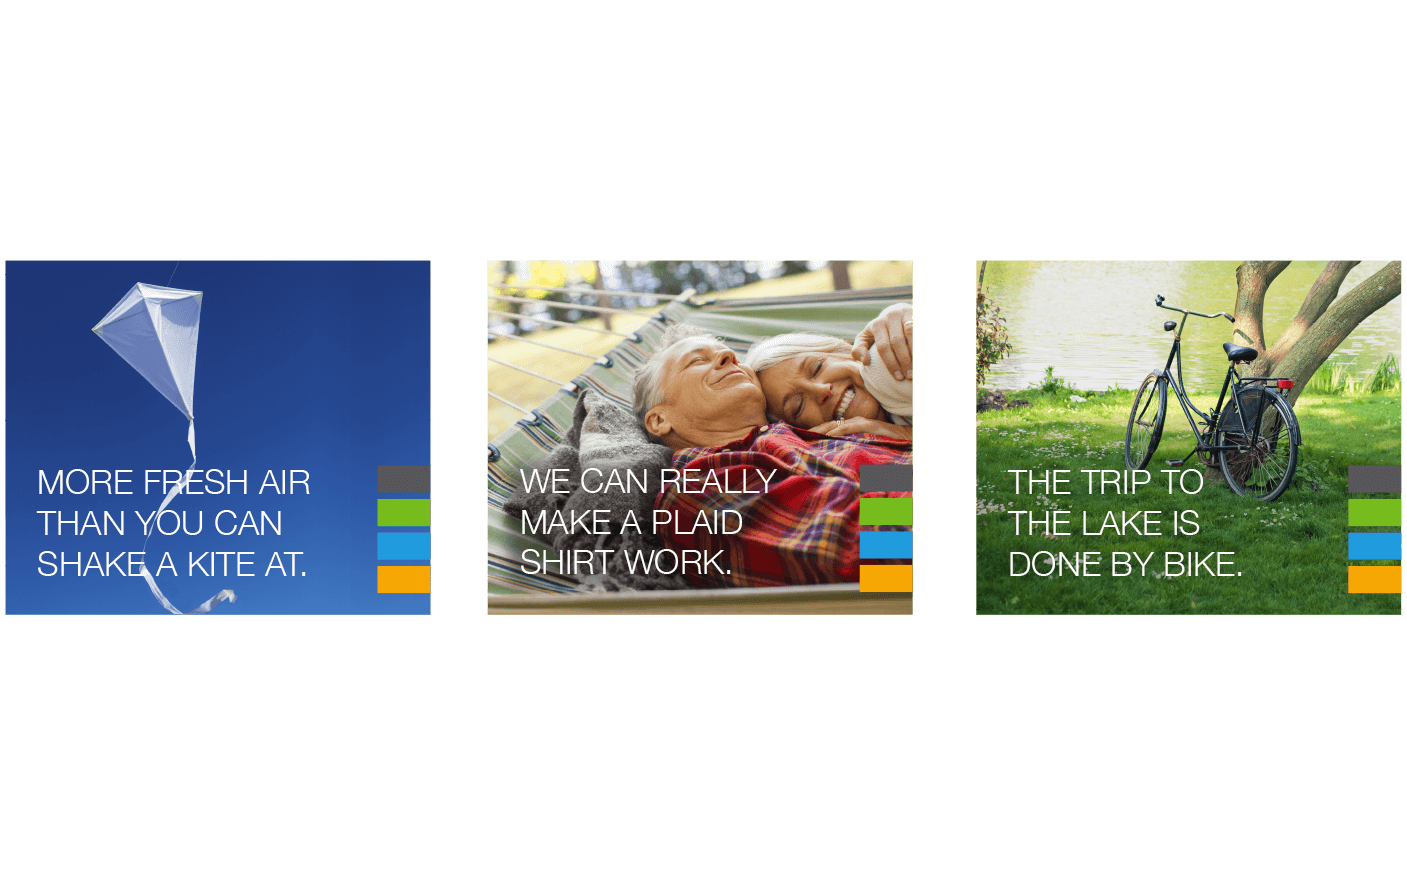 MORE FRESH AIR
THAN YOU CAN
SHAKE A KITE AT.
WE CAN REALLY
MAKE A PLAID
SHIRT WORK.
THE TRIP TO
THE LAKE IS
DONE BY BIKE.